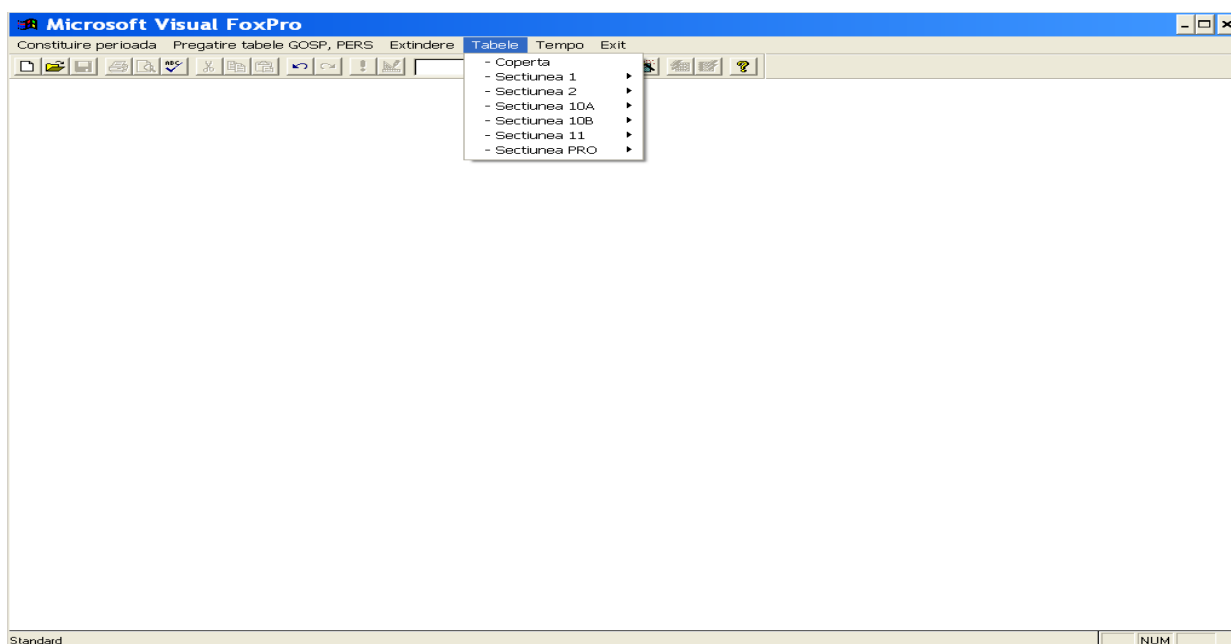 Microsoft Visual FoxPro
Constituire perioada Pregatire tabele GOSP, PERS Extindere Tabele Tempo Exit
ABC
- Coperta
- Sectiunea 1
- Sectiunea 2
- Sectiunea 10A
- Sectiunea 10B
- Sectiunea 11
- Sectiunea PRO
Standard NUM